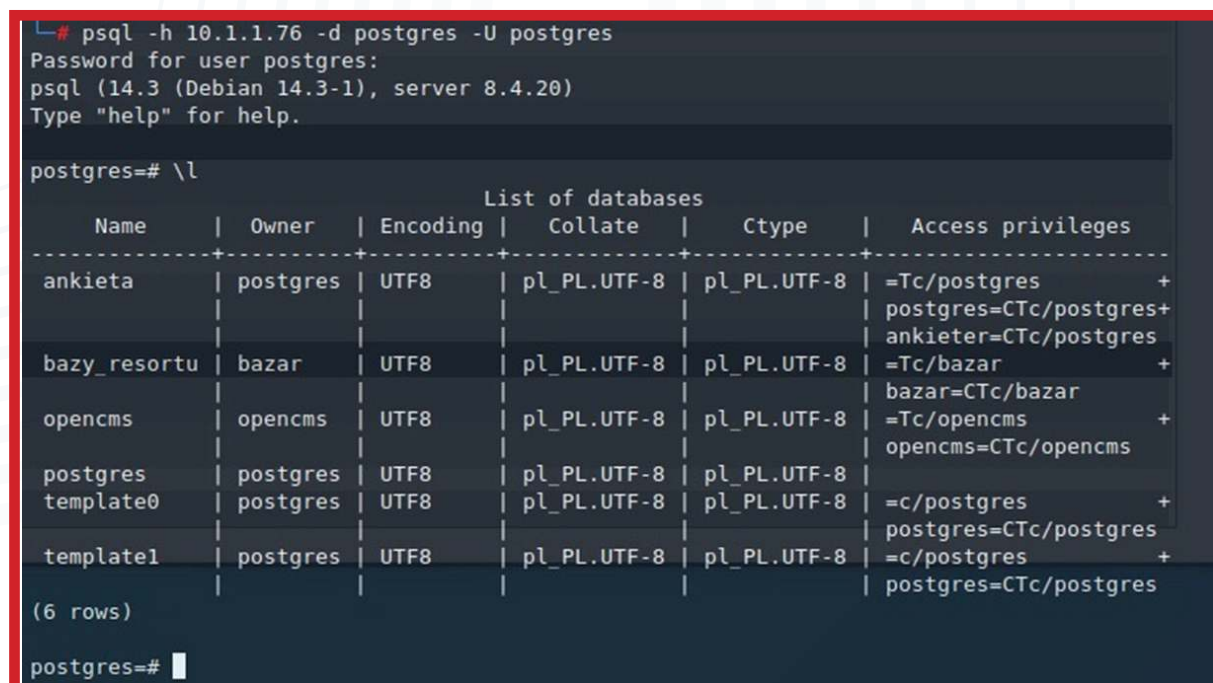 └─# psql -h 10.1.1.76 -d postgres -U postgres
Password for user postgres:
psql (14.3 (Debian 14.3-1), server 8.4.20)
Type "help" for help.

postgres=# \l
                                  List of databases
     Name     |  Owner   | Encoding |   Collate   |    Ctype    |   Access privileges
--------------+----------+----------+-------------+-------------+-----------------------
 ankieta      | postgres | UTF8     | pl_PL.UTF-8 | pl_PL.UTF-8 | =Tc/postgres         +
              |          |          |             |             | postgres=CTc/postgres+
              |          |          |             |             | ankieter=CTc/postgres
 bazy_resortu | bazar    | UTF8     | pl_PL.UTF-8 | pl_PL.UTF-8 | =Tc/bazar            +
              |          |          |             |             | bazar=CTc/bazar
 opencms      | opencms  | UTF8     | pl_PL.UTF-8 | pl_PL.UTF-8 | =Tc/opencms          +
              |          |          |             |             | opencms=CTc/opencms
 postgres     | postgres | UTF8     | pl_PL.UTF-8 | pl_PL.UTF-8 |
 template0    | postgres | UTF8     | pl_PL.UTF-8 | pl_PL.UTF-8 | =c/postgres          +
              |          |          |             |             | postgres=CTc/postgres
 template1    | postgres | UTF8     | pl_PL.UTF-8 | pl_PL.UTF-8 | =c/postgres          +
              |          |          |             |             | postgres=CTc/postgres
(6 rows)

postgres=#